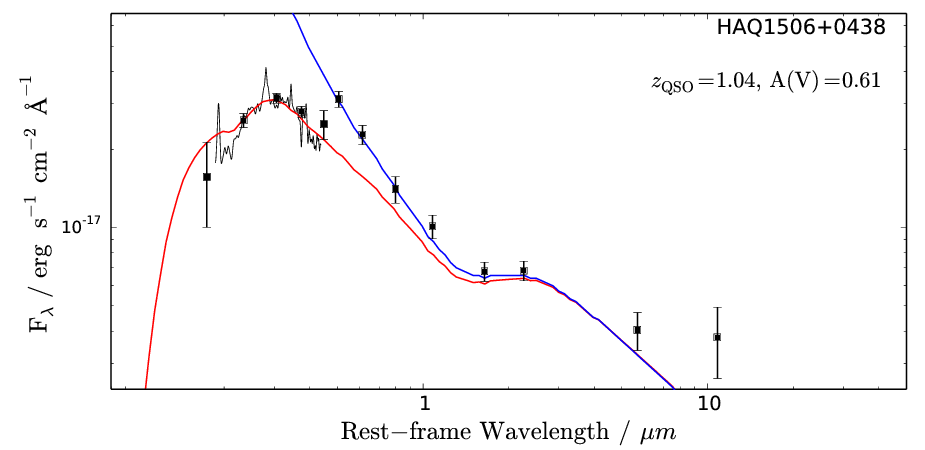 HAQ1506+0438
z_QSO=1.04, A(V)=0.61
F_λ / erg s⁻¹ cm⁻² Å⁻¹
10⁻¹⁷
1 10
Rest−frame Wavelength / μm